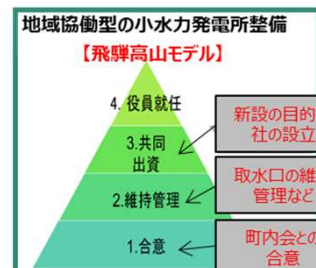 地域協働型の小水力発電所整備
【飛騨高山モデル】
4. 役員就任
3.共同
出資
新設の目的
社の設立
2.維持管理
取水口の維
管理など
1.合意
町内会との
合意